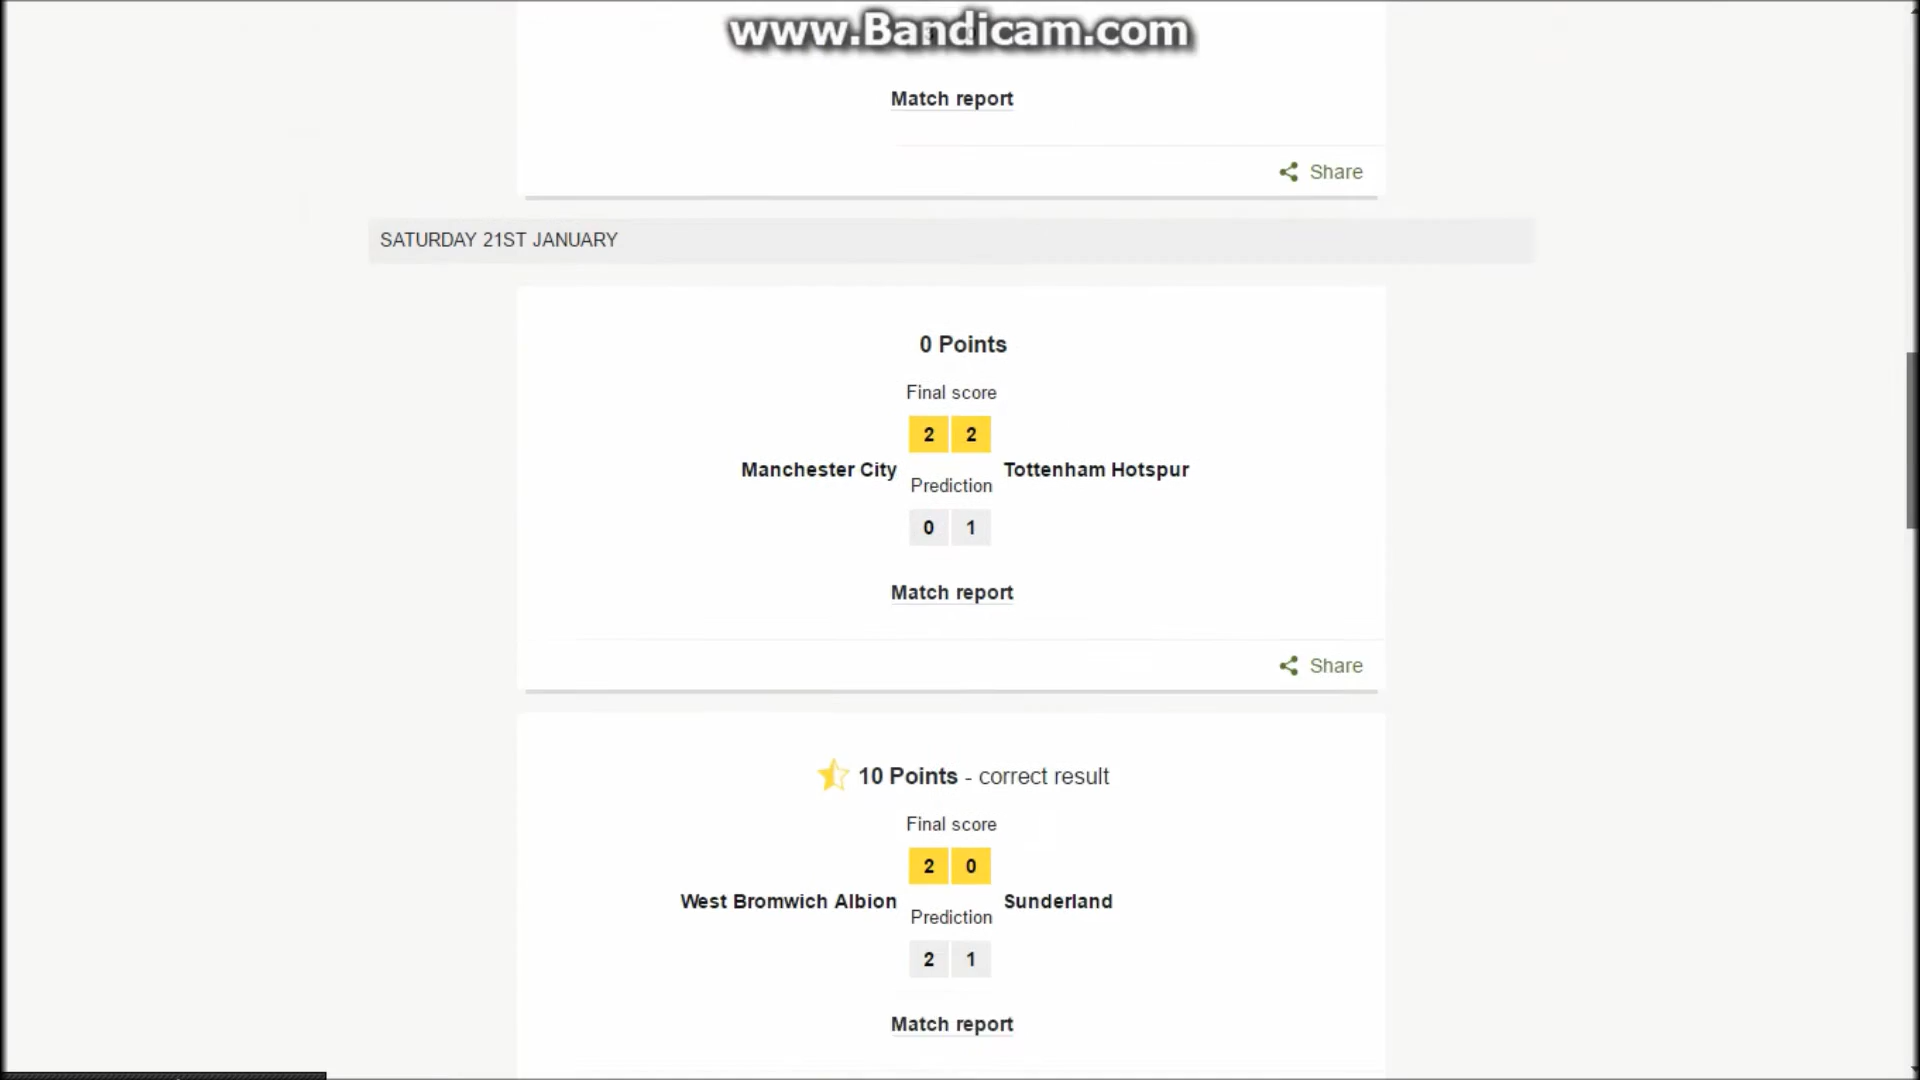 www.Bandicam.com
Match report
Share
SATURDAY 21ST JANUARY
0 Points
Final score
2 2
Manchester City Tottenham Hotspur
Prediction
0 1
Match report
Share
10 Points - correct result
Final score
2 0
West Bromwich Albion Sunderland
Prediction
2 1
Match report